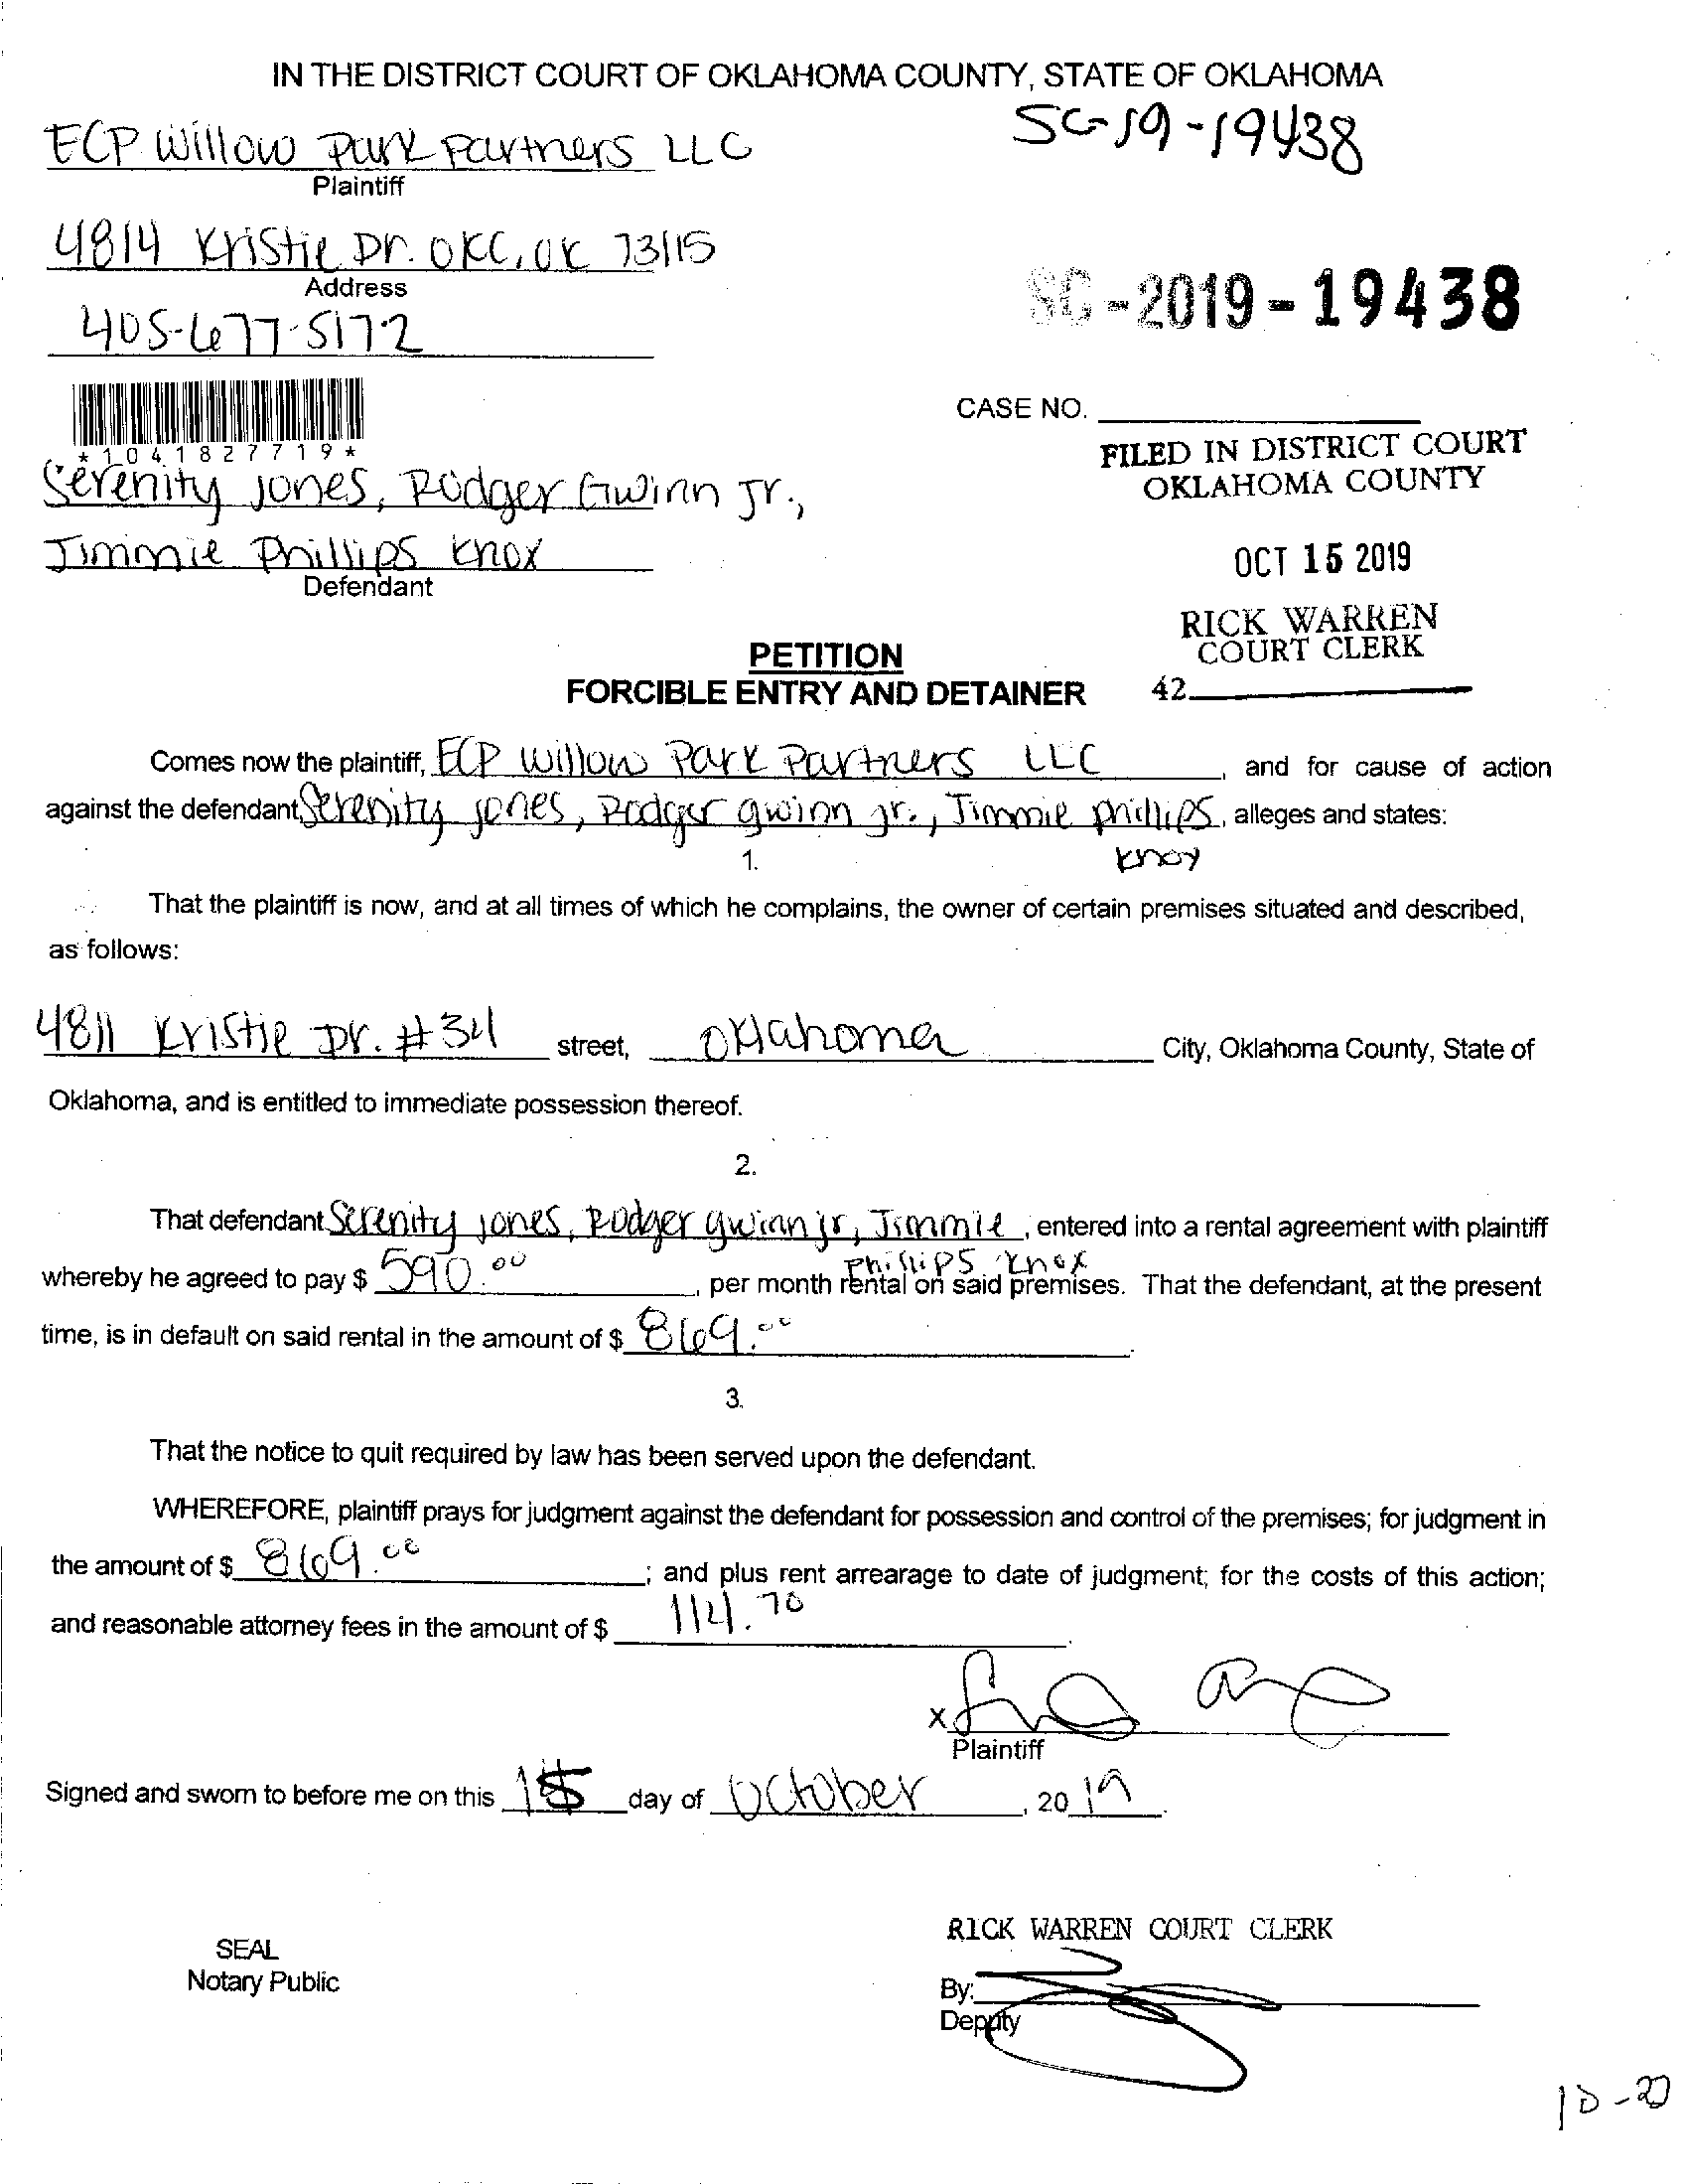 IN THE DISTRICT COURT OF OKLAHOMA COUNTY, STATE OF OKLAHOMA
ECP Willow Park Partners LLC
SC-19-19438
Plaintiff
4814 Kristie Dr. OKC, OK 73115
Address
SC-2019-19438
405-677-5172
CASE NO.
*1041827719*
FILED IN DISTRICT COURT
OKLAHOMA COUNTY
Serenity Jones, Rodger Gwinn Jr.,
Jimmie Phillips Knox
Defendant
OCT 15 2019
RICK WARREN
COURT CLERK
42
PETITION
FORCIBLE ENTRY AND DETAINER
Comes now the plaintiff, ECP Willow Park Partners LLC, and for cause of action
against the defendant Serenity Jones, Rodger Gwinn Jr., Jimmie Phillips, alleges and states:
Knox
1.
That the plaintiff is now, and at all times of which he complains, the owner of certain premises situated and described,
as follows:
4811 Kristie Dr. #34 street, Oklahoma City, Oklahoma County, State of
Oklahoma, and is entitled to immediate possession thereof.
2.
That defendant Serenity Jones, Rodger Gwinn Jr, Jimmie, entered into a rental agreement with plaintiff
Phillips Knox
whereby he agreed to pay $ 590.00, per month rental on said premises. That the defendant, at the present
time, is in default on said rental in the amount of $ 869.00.
3.
That the notice to quit required by law has been served upon the defendant.
WHEREFORE, plaintiff prays for judgment against the defendant for possession and control of the premises; for judgment in
the amount of $ 869.00; and plus rent arrearage to date of judgment; for the costs of this action;
and reasonable attorney fees in the amount of $ 114.70.
X
Plaintiff
Signed and sworn to before me on this 15 day of October, 2019.
SEAL
Notary Public
RICK WARREN COURT CLERK
By:
Deputy